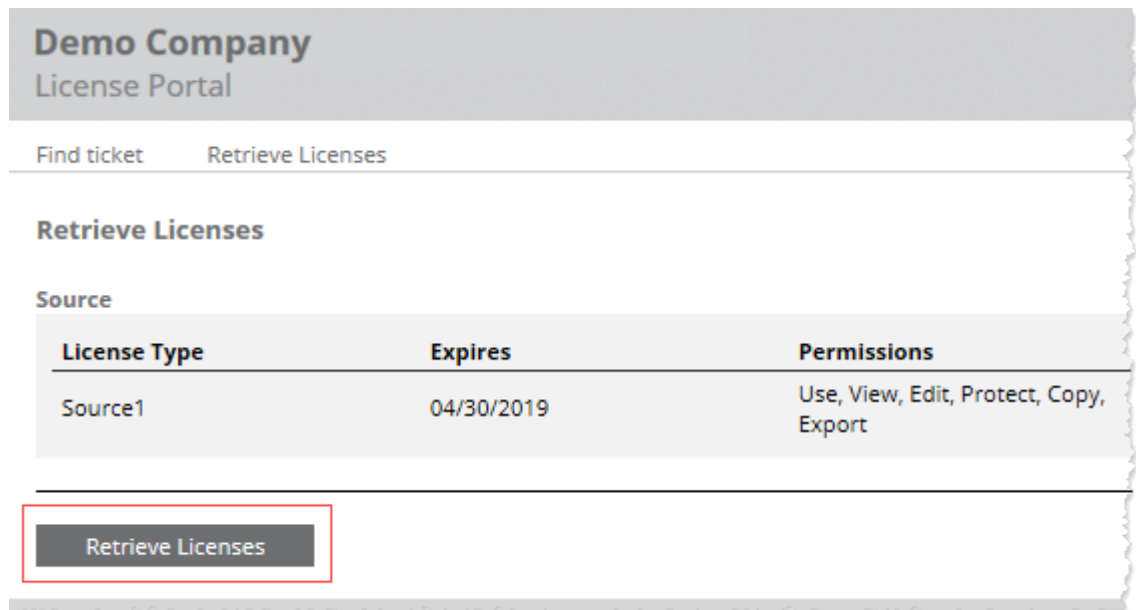 Demo Company
License Portal
Find ticket Retrieve Licenses
Retrieve Licenses
Source
License Type Expires Permissions
Source1 04/30/2019 Use, View, Edit, Protect, Copy,
Export
Retrieve Licenses